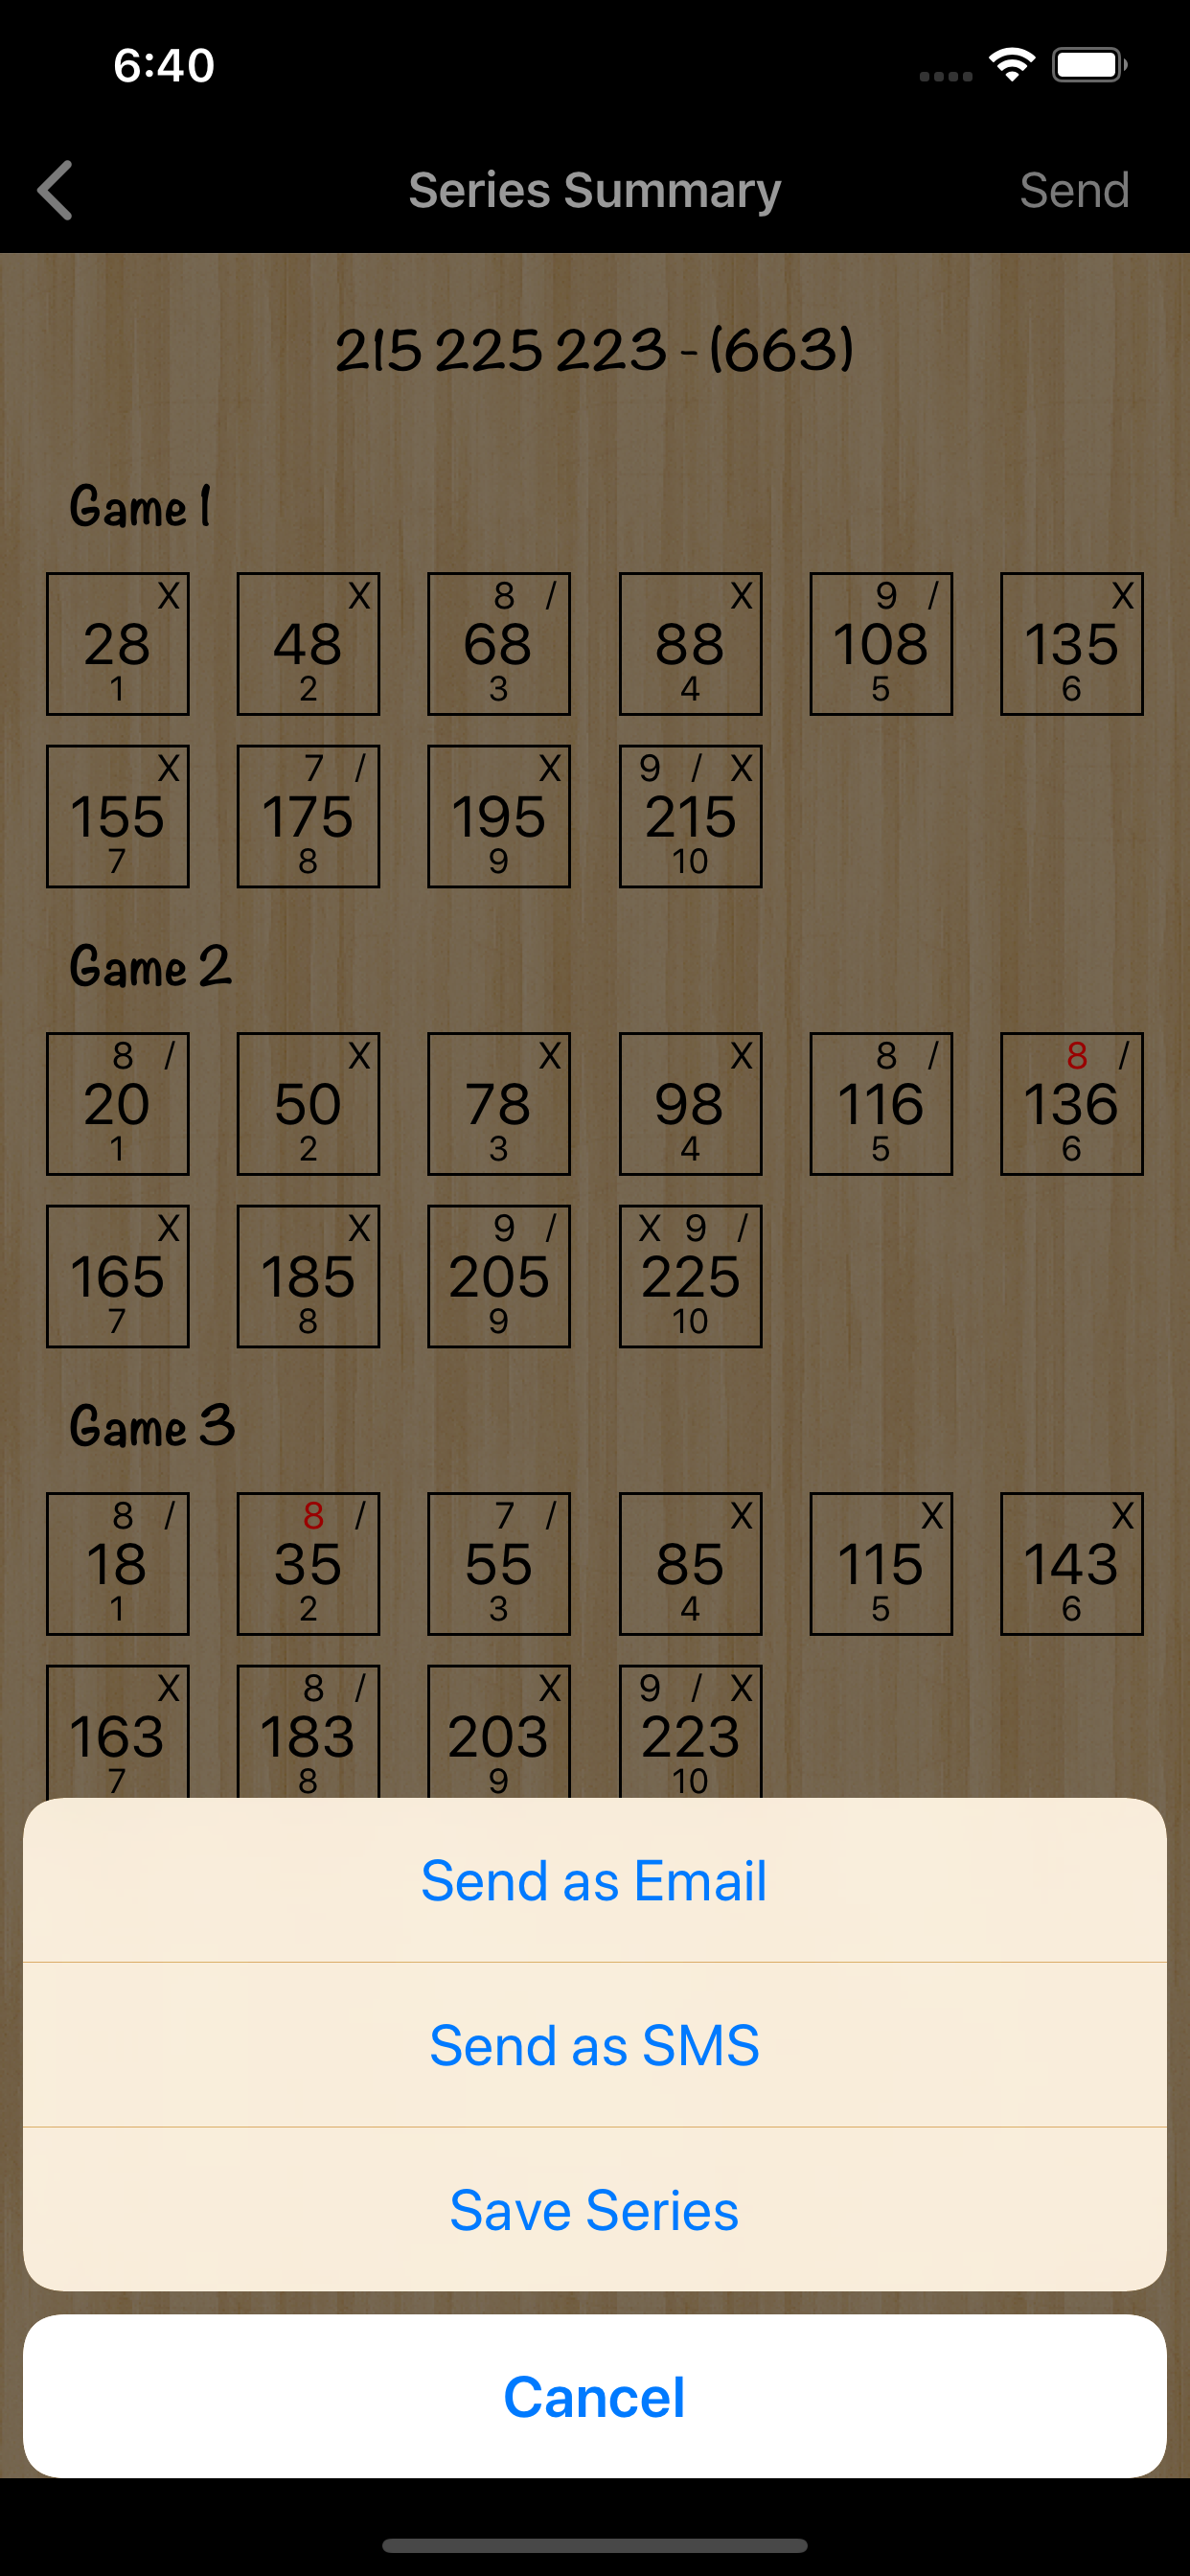 6:40
Series Summary Send
215 225 223 - (663)
Game 1
X X 8 / X 9 / X
28 48 68 88 108 135
1 2 3 4 5 6
X 7 / X 9 / X
155 175 195 215
7 8 9 10
Game 2
8 / X X X 8 / 8 /
20 50 78 98 116 136
1 2 3 4 5 6
X X 9 / X 9 /
165 185 205 225
7 8 9 10
Game 3
8 / 8 / 7 / X X X
18 35 55 85 115 143
1 2 3 4 5 6
X 8 / X 9 / X
163 183 203 223
7 8 9 10
Send as Email
Send as SMS
Save Series
Cancel